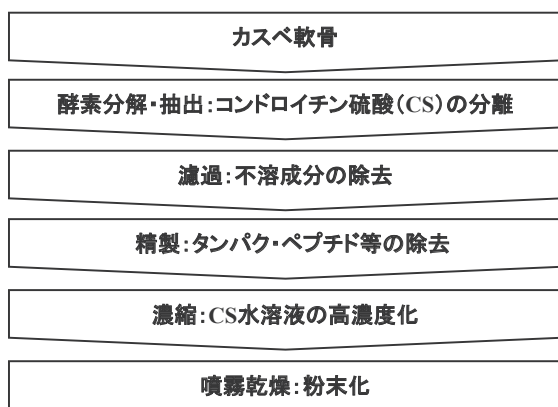 カスベ軟骨
酵素分解・抽出:コンドロイチン硫酸(CS)の分離
濾過:不溶成分の除去
精製:タンパク・ペプチド等の除去
濃縮:CS水溶液の高濃度化
噴霧乾燥:粉末化